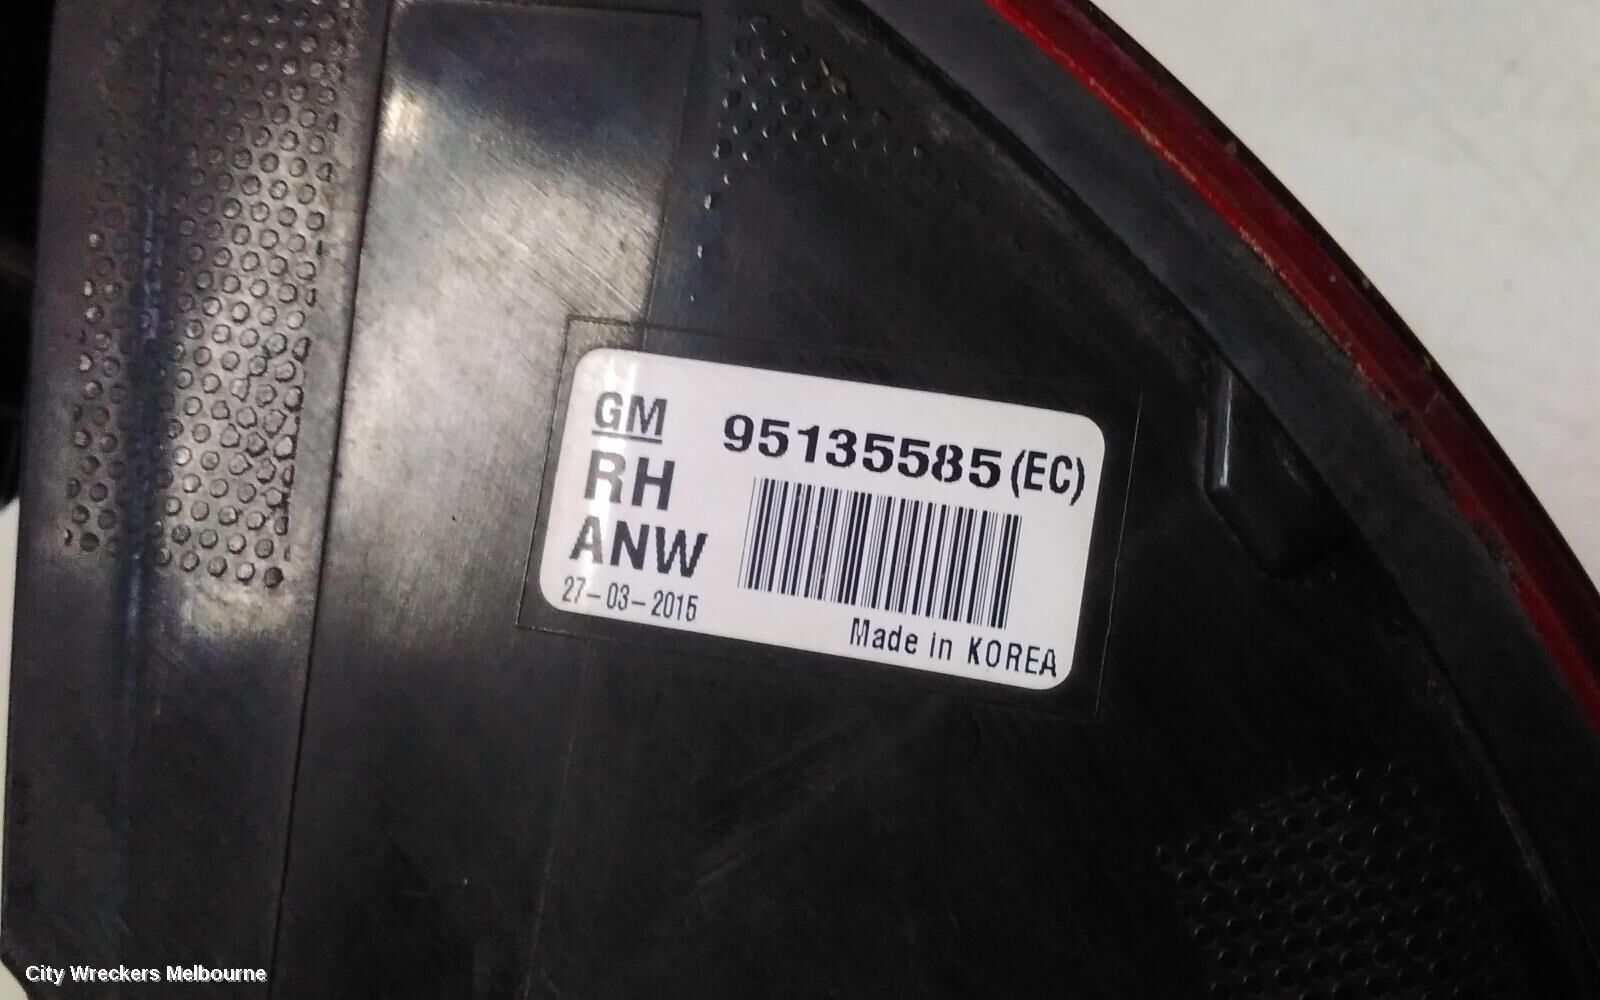 GM
95135585 (EC)
RH
ANW
27-03-2015
Made in KOREA
City Wreckers Melbourne